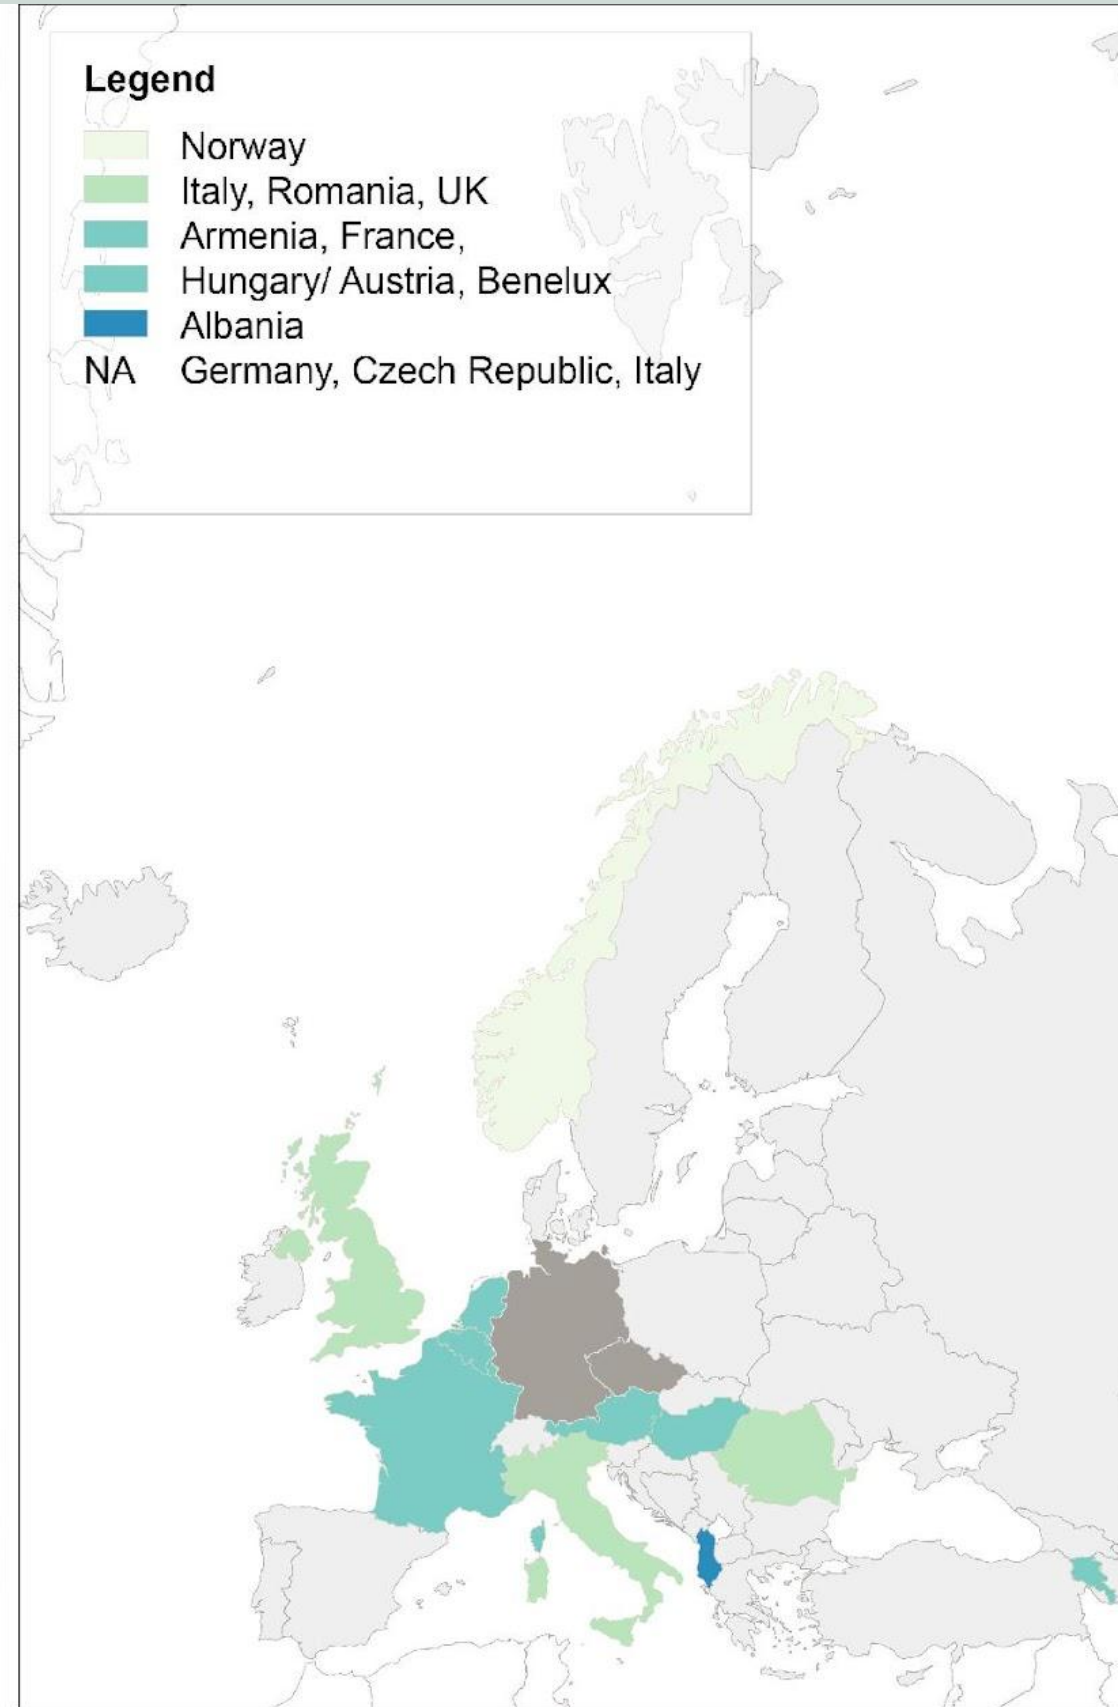 Legend
Norway
Italy, Romania, UK
Armenia, France,
Hungary/ Austria, Benelux
Albania
NA Germany, Czech Republic, Italy